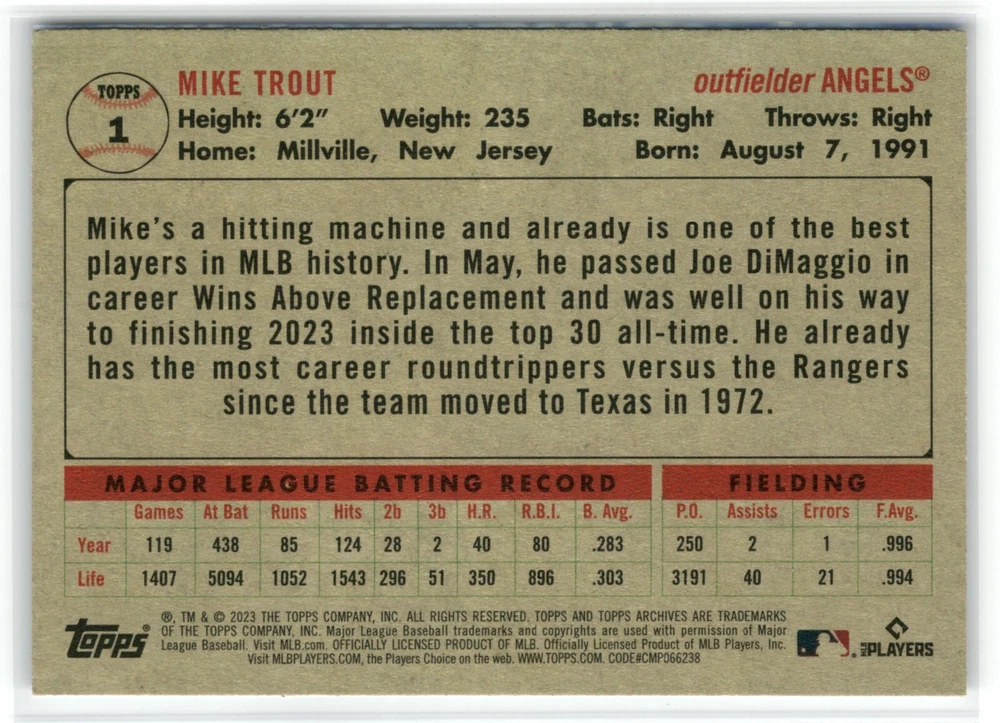 TOPPS
1
MIKE TROUT outfielder ANGELS®
Height: 6'2" Weight: 235 Bats: Right Throws: Right
Home: Millville, New Jersey Born: August 7, 1991
Mike's a hitting machine and already is one of the best
players in MLB history. In May, he passed Joe DiMaggio in
career Wins Above Replacement and was well on his way
to finishing 2023 inside the top 30 all-time. He already
has the most career roundtrippers versus the Rangers
since the team moved to Texas in 1972.
MAJOR LEAGUE BATTING RECORD FIELDING
Games At Bat Runs Hits 2b 3b H.R. R.B.I. B. Avg. P.O. Assists Errors F.Avg.
Year 119 438 85 124 28 2 40 80 .283 250 2 1 .996
Life 1407 5094 1052 1543 296 51 350 896 .303 3191 40 21 .994
®, TM & © 2023 THE TOPPS COMPANY, INC. ALL RIGHTS RESERVED. TOPPS AND TOPPS ARCHIVES ARE TRADEMARKS
OF THE TOPPS COMPANY, INC. Major League Baseball trademarks and copyrights are used with permission of Major
League Baseball. Visit MLB.com. OFFICIALLY LICENSED PRODUCT OF MLB. Officially Licensed Product of MLB Players, Inc.
Visit MLBPLAYERS.COM, the Players Choice on the web. WWW.TOPPS.COM. CODE#CMP066238
topps®
MLB PLAYERS